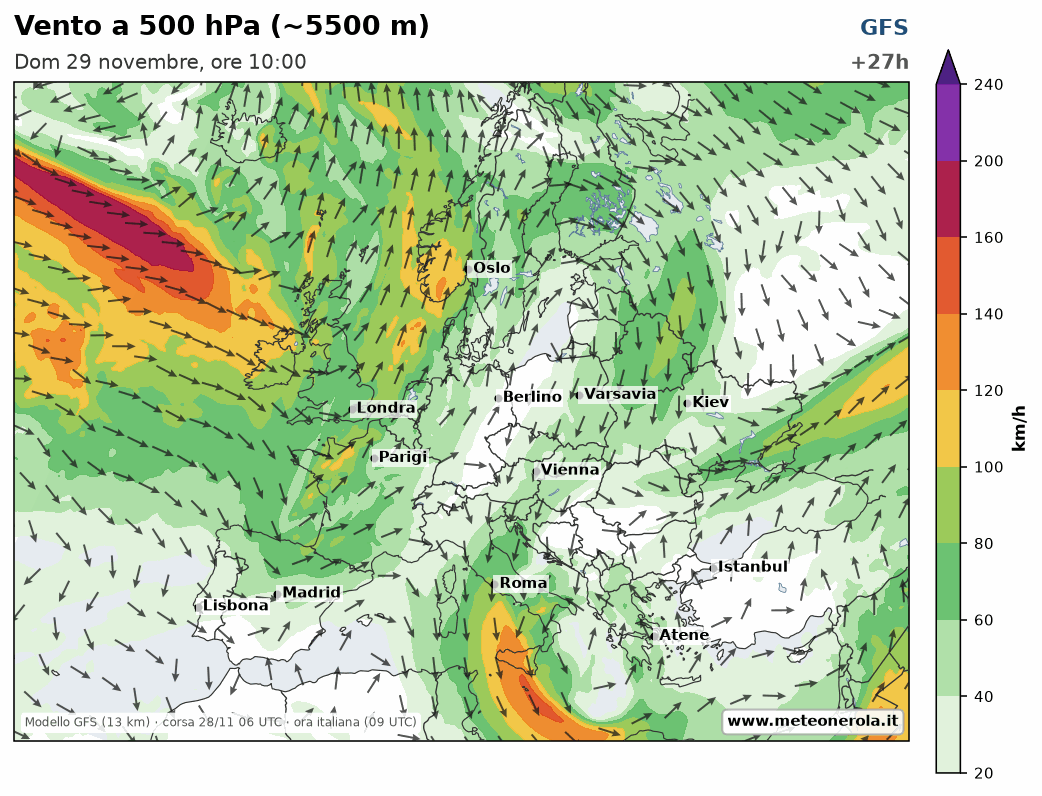 Vento a 500 hPa (~5500 m)
GFS
Dom 29 novembre, ore 10:00
+27h
240
200
160
140
120
100
80
60
40
20
km/h
Oslo
Berlino
Varsavia
Kiev
Londra
Parigi
Vienna
Istanbul
Roma
Madrid
Lisbona
Atene
Modello GFS (13 km) · corsa 28/11 06 UTC · ora italiana (09 UTC)
www.meteonerola.it